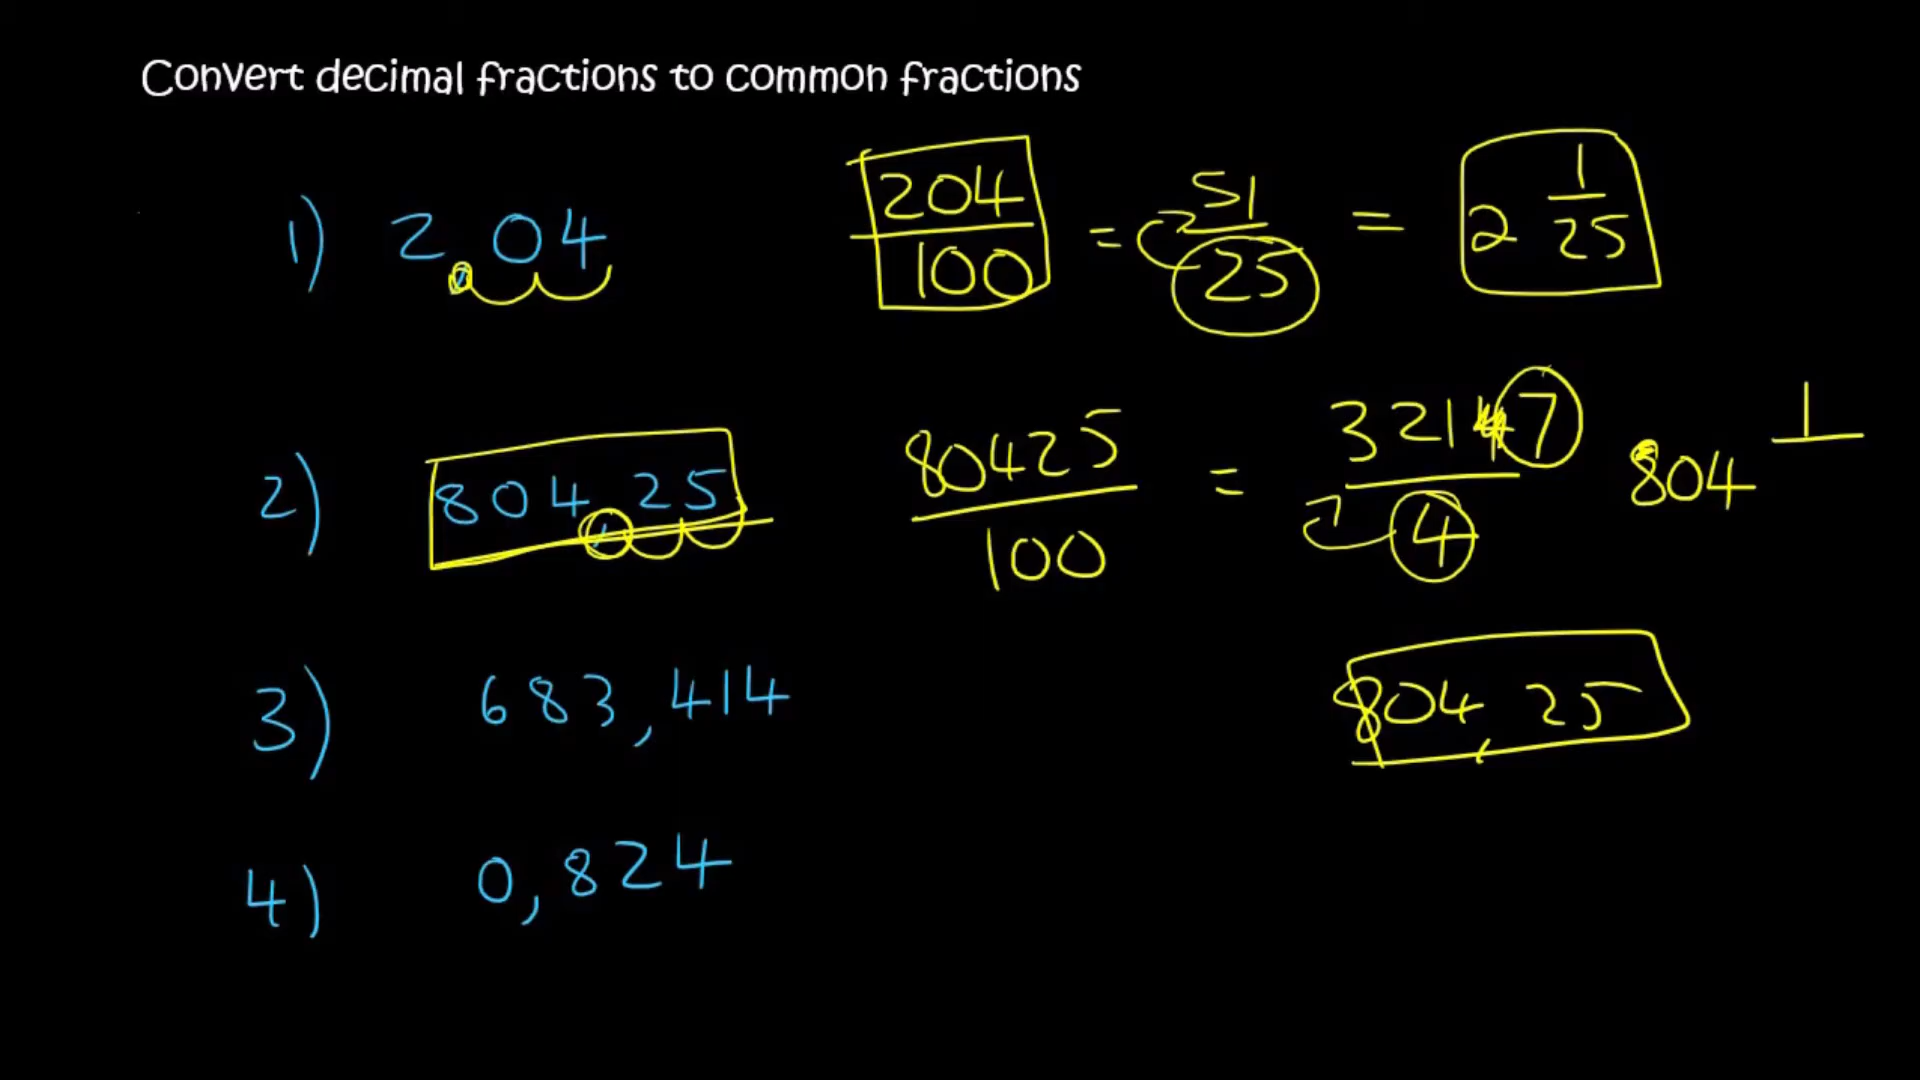 Convert decimal fractions to common fractions
1) 2,04 204/100 = 51/25 = 2 1/25
2) 804,25 80425/100 = 3217/4 804 1/
804,25
3) 683,414
4) 0,824